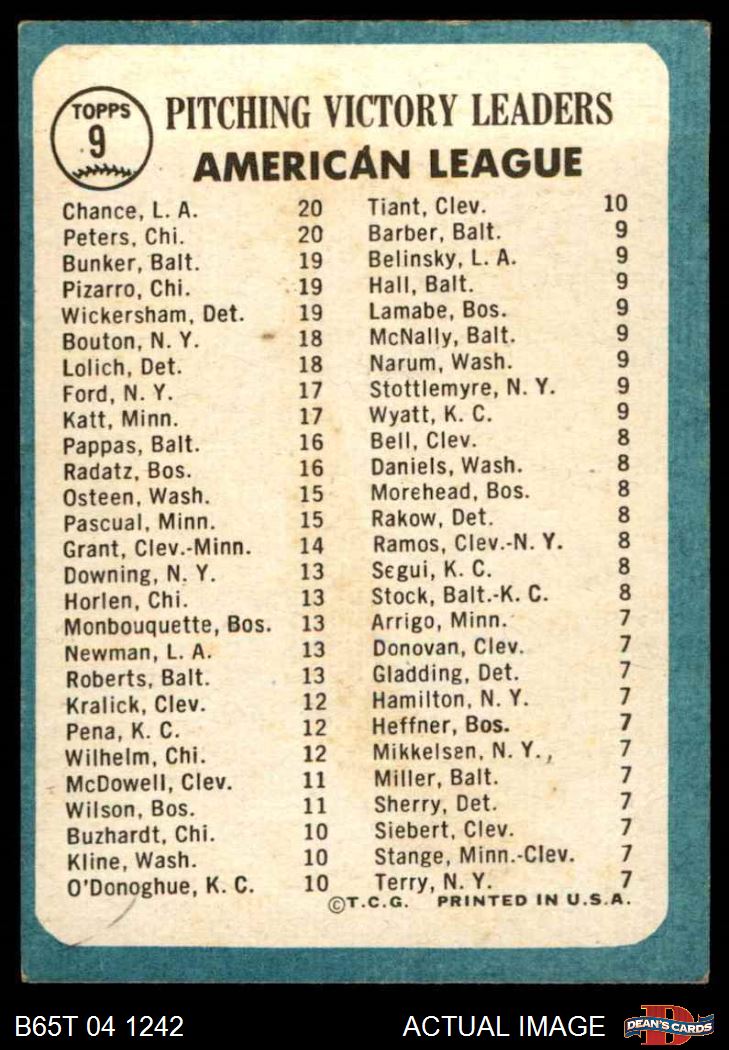 TOPPS
9
PITCHING VICTORY LEADERS
AMERICAN LEAGUE
Chance, L. A. 20
Peters, Chi. 20
Bunker, Balt. 19
Pizarro, Chi. 19
Wickersham, Det. 19
Bouton, N. Y. 18
Lolich, Det. 18
Ford, N. Y. 17
Katt, Minn. 17
Pappas, Balt. 16
Radatz, Bos. 16
Osteen, Wash. 15
Pascual, Minn. 15
Grant, Clev.-Minn. 14
Downing, N. Y. 13
Horlen, Chi. 13
Monbouquette, Bos. 13
Newman, L. A. 13
Roberts, Balt. 13
Kralick, Clev. 12
Pena, K. C. 12
Wilhelm, Chi. 12
McDowell, Clev. 11
Wilson, Bos. 11
Buzhardt, Chi. 10
Kline, Wash. 10
O'Donoghue, K. C. 10
Tiant, Clev. 10
Barber, Balt. 9
Belinsky, L. A. 9
Hall, Balt. 9
Lamabe, Bos. 9
McNally, Balt. 9
Narum, Wash. 9
Stottlemyre, N. Y. 9
Wyatt, K. C. 9
Bell, Clev. 8
Daniels, Wash. 8
Morehead, Bos. 8
Rakow, Det. 8
Ramos, Clev.-N. Y. 8
Segui, K. C. 8
Stock, Balt.-K. C. 8
Arrigo, Minn. 7
Donovan, Clev. 7
Gladding, Det. 7
Hamilton, N. Y. 7
Heffner, Bos. 7
Mikkelsen, N. Y., 7
Miller, Balt. 7
Sherry, Det. 7
Siebert, Clev. 7
Stange, Minn.-Clev. 7
Terry, N. Y. 7
©T.C.G. PRINTED IN U.S.A.
B65T 04 1242 ACTUAL IMAGE
D
DEAN'S CARDS